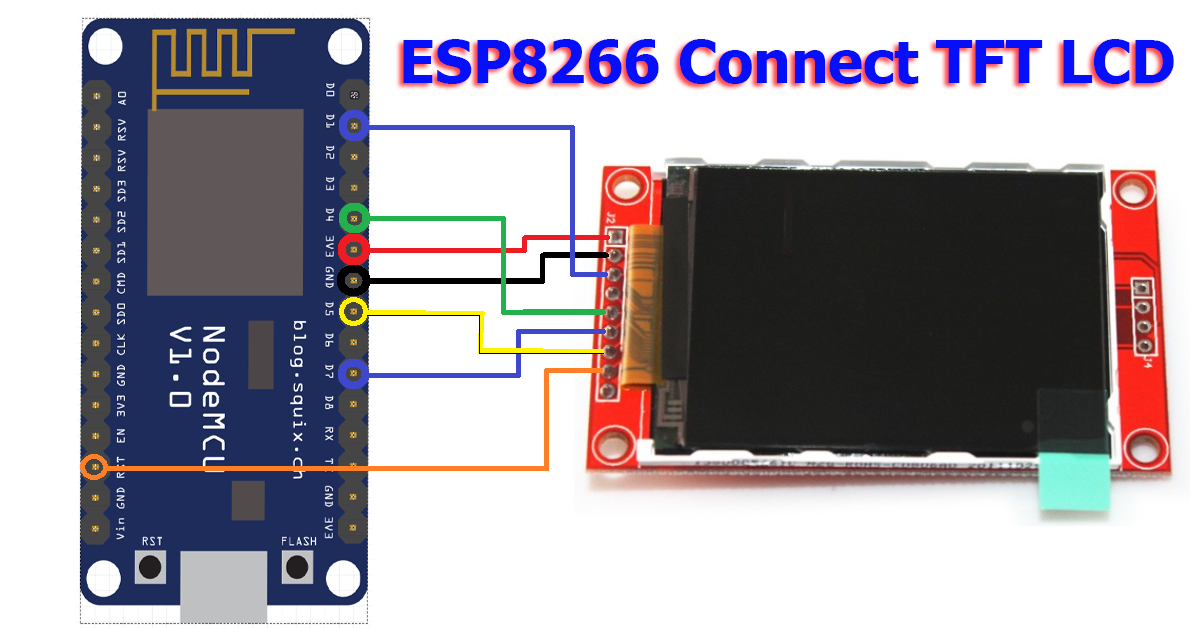 ESP8266 Connect TFT LCD
A0
RSV
RSV
SD3
SD2
SD1
CMD
SD0
CLK
GND
3V3
EN
RST
GND
Vin
D0
D1
D2
D3
D4
3V3
GND
D5
D6
D7
D8
RX
GND
3V3
NodeMCU
V1.0
blog.squix.ch
RST
FLASH
J2
J4